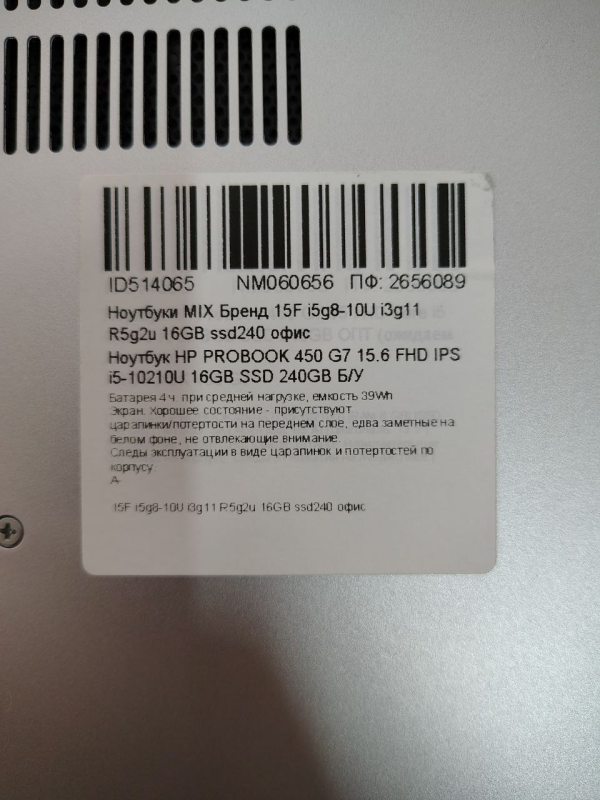 ID514065 NM060656 ПФ: 2656089
Ноутбуки MIX Бренд 15F i5g8-10U i3g11
R5g2u 16GB ssd240 офис
Ноутбук HP PROBOOK 450 G7 15.6 FHD IPS
i5-10210U 16GB SSD 240GB Б/У
Батарея 4 ч. при средней нагрузке, емкость 39Wh
Экран. Хорошее состояние - присутствуют
царапинки/потертости на переднем слое, едва заметные на
белом фоне, не отвлекающие внимание.
Следы эксплуатации в виде царапинок и потертостей по
корпусу.
A-
15F i5g8-10U i3g11 R5g2u 16GB ssd240 офис